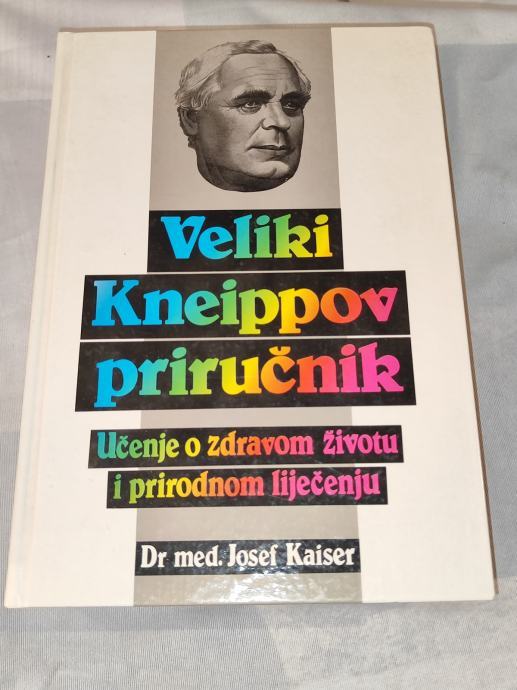 Veliki
Kneippov
priručnik
Učenje o zdravom životu
i prirodnom liječenju
Dr med. Josef Kaiser